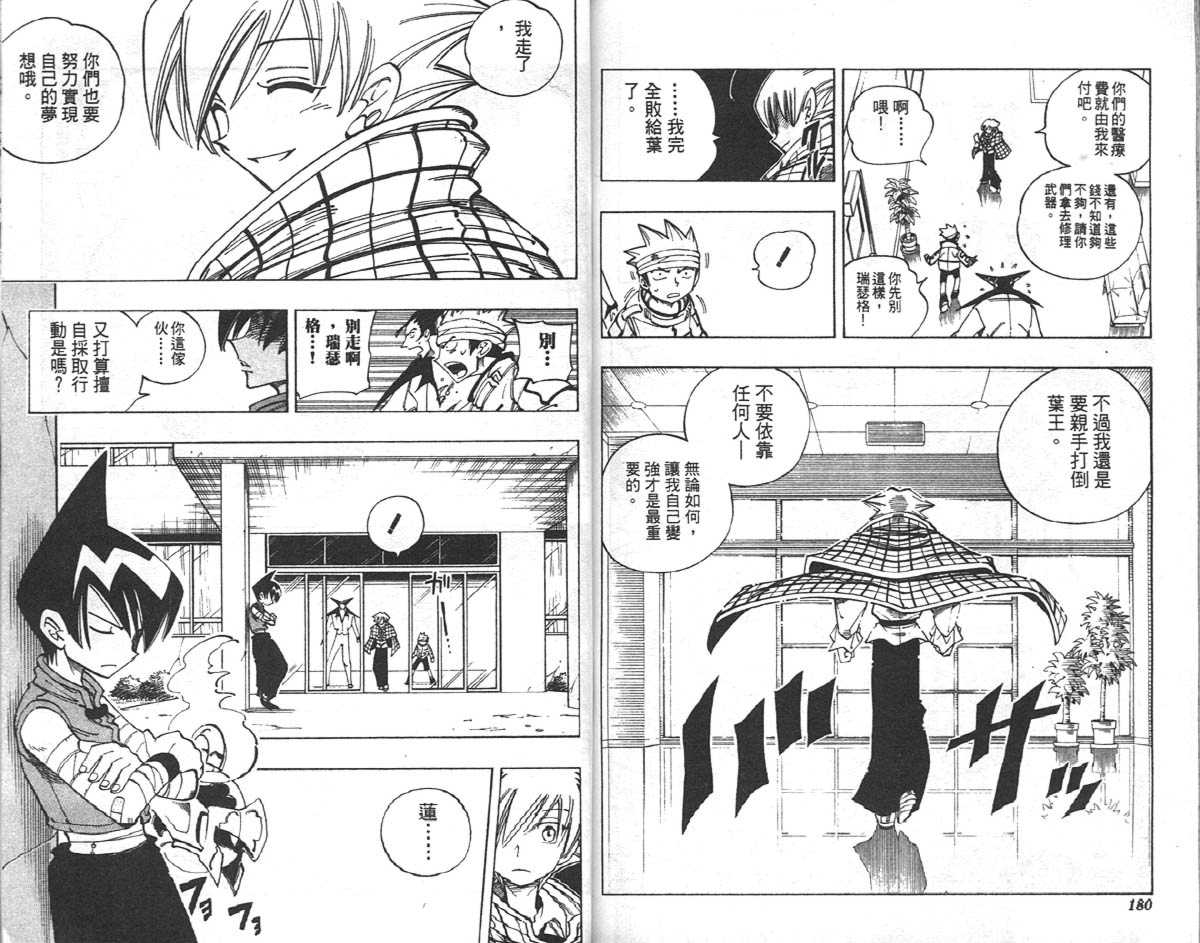 你們的醫療
費就由我來
付吧。
還有，這些
錢不知道夠
不夠，請你
們拿去修理
武器。
啊……
喂！
你先別
這樣，
瑞瑟格！
……我完
全敗給葉
了。
！
不過我還是
要親手打倒
葉王。
不要依靠
任何人—
無論如何，
讓我自己變
強才是最重
要的。
バッ
バサッ
180
我走了
，
你們也要
努力實現
自己的夢
想哦。
別…
別走啊
，瑞瑟
格…！
你這傢
伙……
又打算擅
自採取行
動是嗎？
！
ガ—
蓮……
フョ
フョ